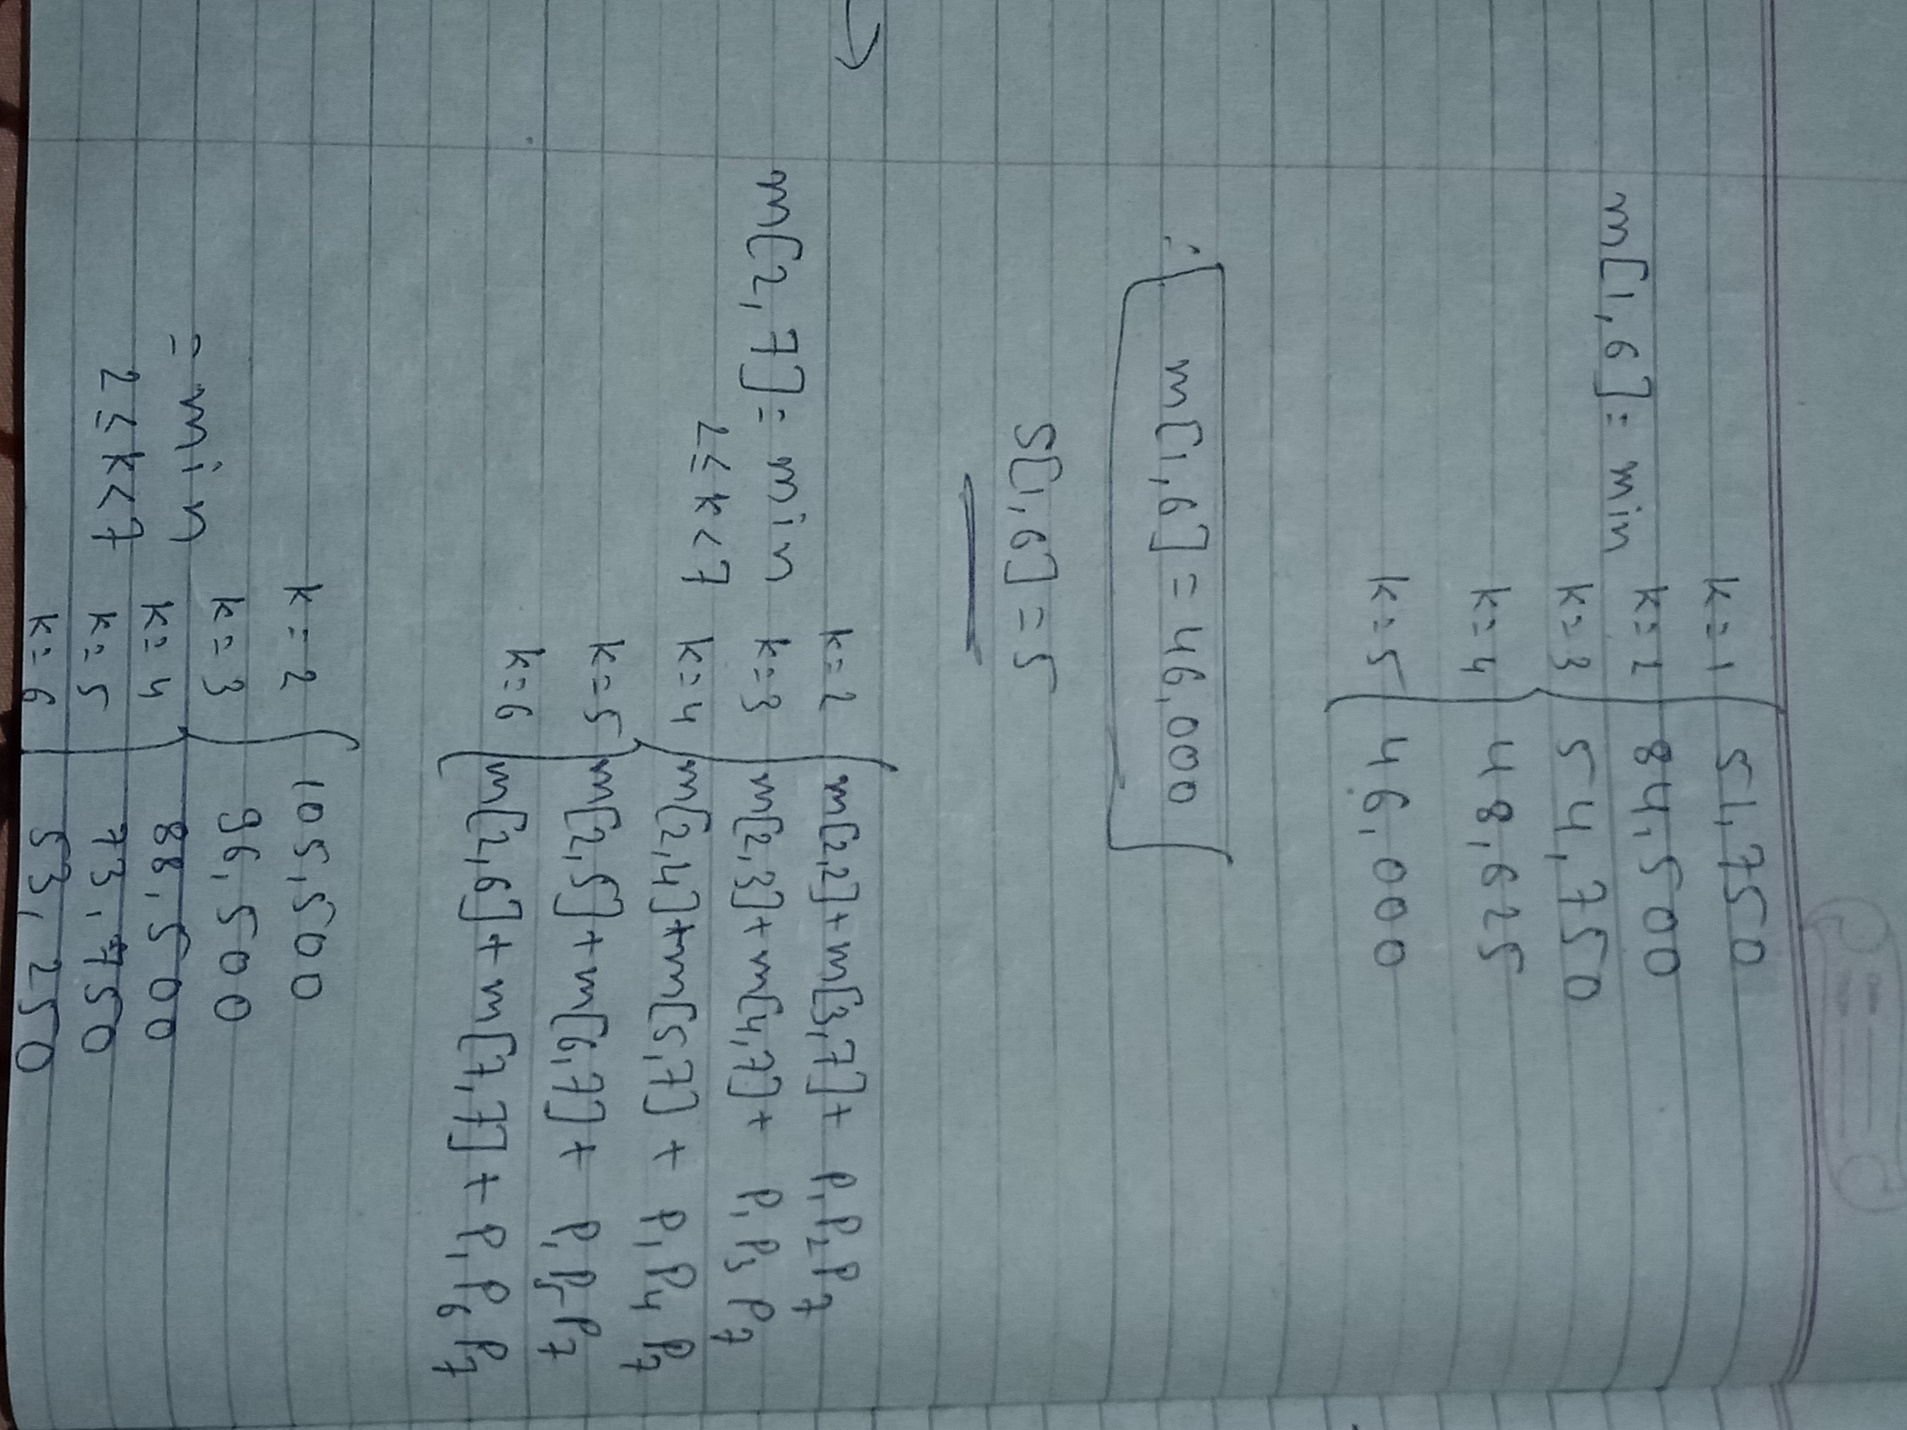 k=1 51,750
m[1,6]= min k=2 84,500
k=3 54,750
k=4 48,625
k=5 46,000
∴ m[1,6] = 46,000
S[1,6] = 5
k=2 m[2,2]+m[3,7]+ P1P2P7
m[2,7]= min k=3 m[2,3]+m[4,7]+ P1P3P7
2≤k<7 k=4 m[2,4]+m[5,7] + P1P4P7
k=5 m[2,5]+m[6,7]+ P1P5P7
k=6 m[2,6]+m[7,7]+P1P6P7
k=2 105,500
= min k=3 96,500
2≤k<7 k=4 88,500
k=5 73,750
k=6 53,250